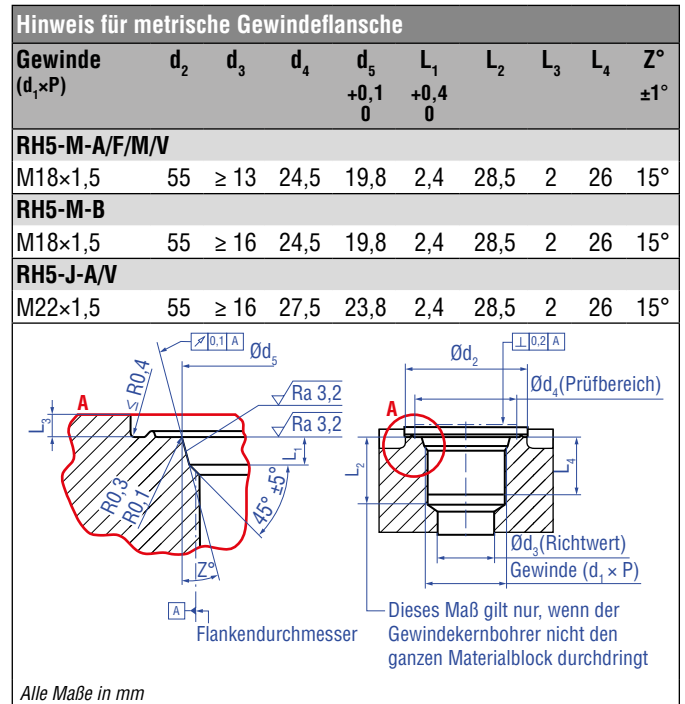 Hinweis für metrische Gewindeflansche
Gewinde (d₁×P) d₂ d₃ d₄ d₅ +0,1 0 L₁ +0,4 0 L₂ L₃ L₄ Z° ±1°
RH5-M-A/F/M/V
M18×1,5 55 ≥ 13 24,5 19,8 2,4 28,5 2 26 15°
RH5-M-B
M18×1,5 55 ≥ 16 24,5 19,8 2,4 28,5 2 26 15°
RH5-J-A/V
M22×1,5 55 ≥ 16 27,5 23,8 2,4 28,5 2 26 15°
0,1 A
Ød₅
≤ R0,4
A
Ra 3,2
Ra 3,2
L₃
L₁
R0,3
R0,1
45° ±5°
Z°
A
Flankendurchmesser
⊥ 0,2 A
Ød₂
Ød₄(Prüfbereich)
A
L₂
L₄
Ød₃(Richtwert)
Gewinde (d₁ × P)
Dieses Maß gilt nur, wenn der
Gewindekernbohrer nicht den
ganzen Materialblock durchdringt
Alle Maße in mm